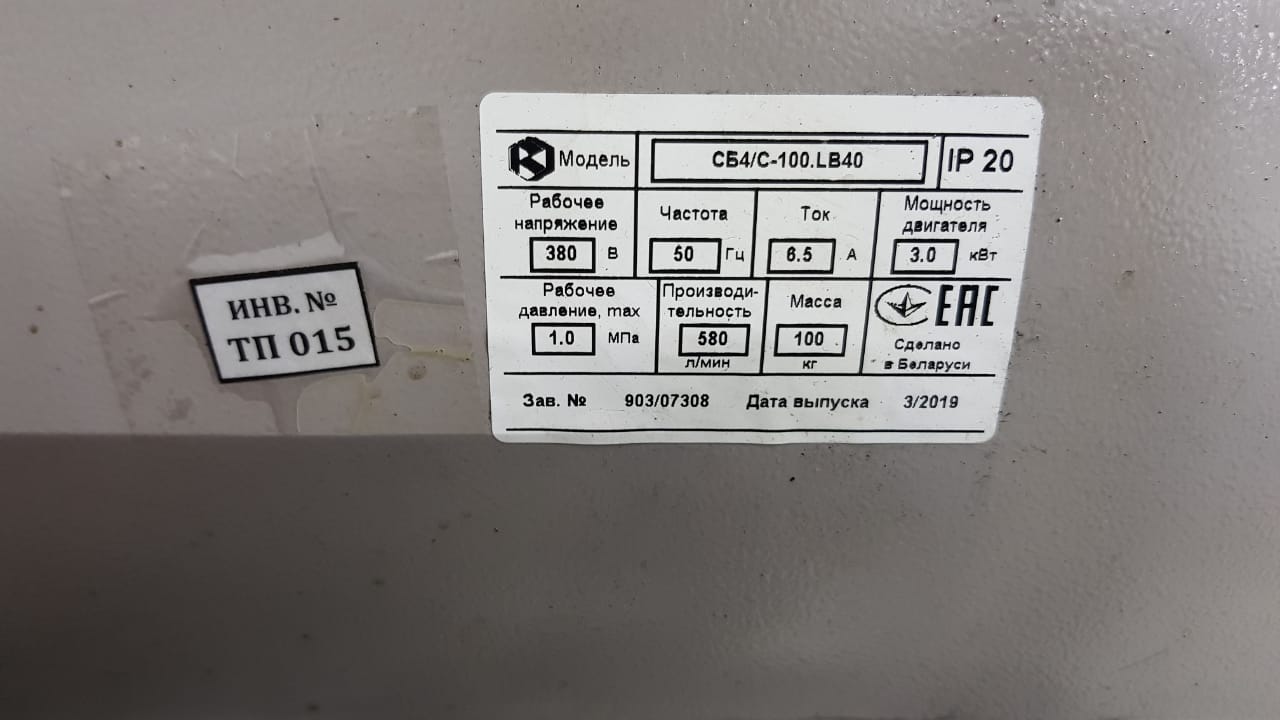 Модель СБ4/С-100.LB40 IP 20
Рабочее напряжение 380 В
Частота 50 Гц
Ток 6.5 А
Мощность двигателя 3.0 кВт
Рабочее давление, max 1.0 МПа
Производи-
тельность 580 л/мин
Масса 100 кг
ЕАС
Сделано
в Беларуси
Зав. № 903/07308 Дата выпуска 3/2019
ИНВ. №
ТП 015